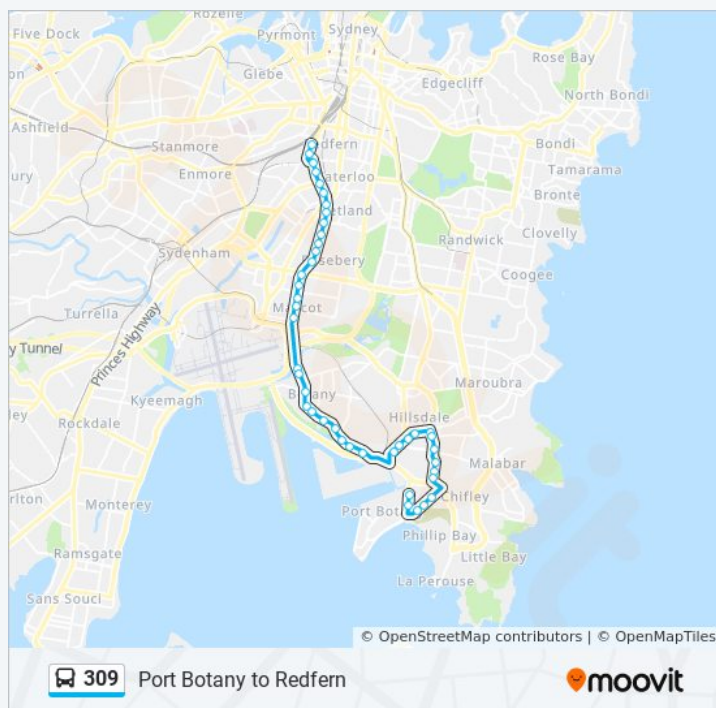 Rozelle
Five Dock
Pyrmont
Sydney
Rose Bay
Glebe
Edgecliff
North Bondi
Ashfield
Stanmore
Redfern
Bondi
Enmore
Waterloo
Tamarama
Bronte
Zetland
Clovelly
Randwick
Sydenham
Rosebery
Coogee
Turrella
Mascot
Princes Highway
y Tunnel
Kyeemagh
Maroubra
Rockdale
Botany
Hillsdale
Malabar
Monterey
Chifley
Port Botany
Phillip Bay
Ramsgate
Little Bay
La Perouse
Sans Souci
© OpenStreetMap contributors | © OpenMapTiles
309 Port Botany to Redfern
moovit